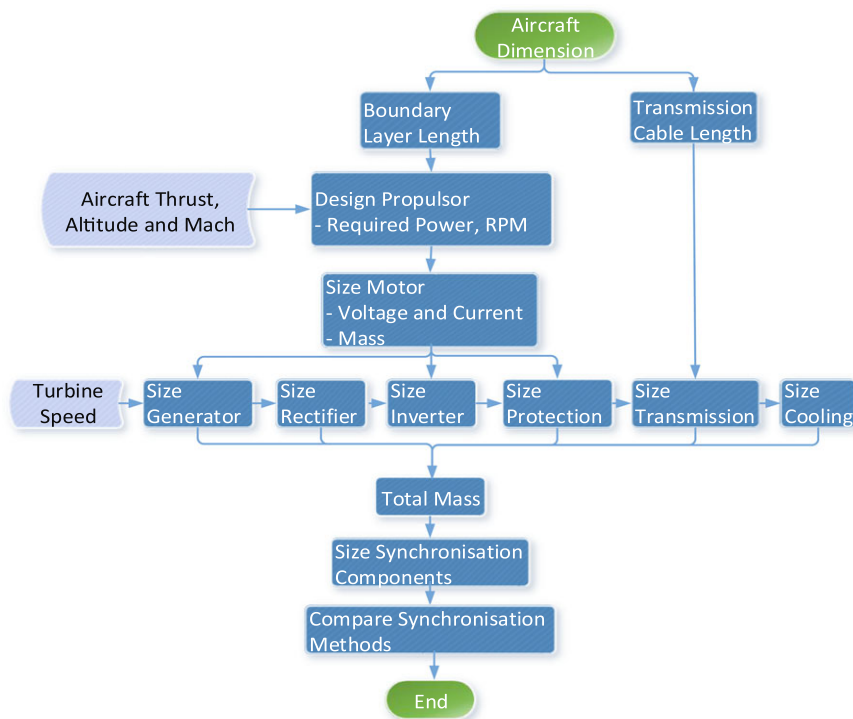 Aircraft
Dimension
Boundary
Layer Length
Transmission
Cable Length
Aircraft Thrust,
Altitude and Mach
Design Propulsor
- Required Power, RPM
Size Motor
- Voltage and Current
- Mass
Turbine
Speed
Size
Generator
Size
Rectifier
Size
Inverter
Size
Protection
Size
Transmission
Size
Cooling
Total Mass
Size Synchronisation
Components
Compare Synchronisation
Methods
End